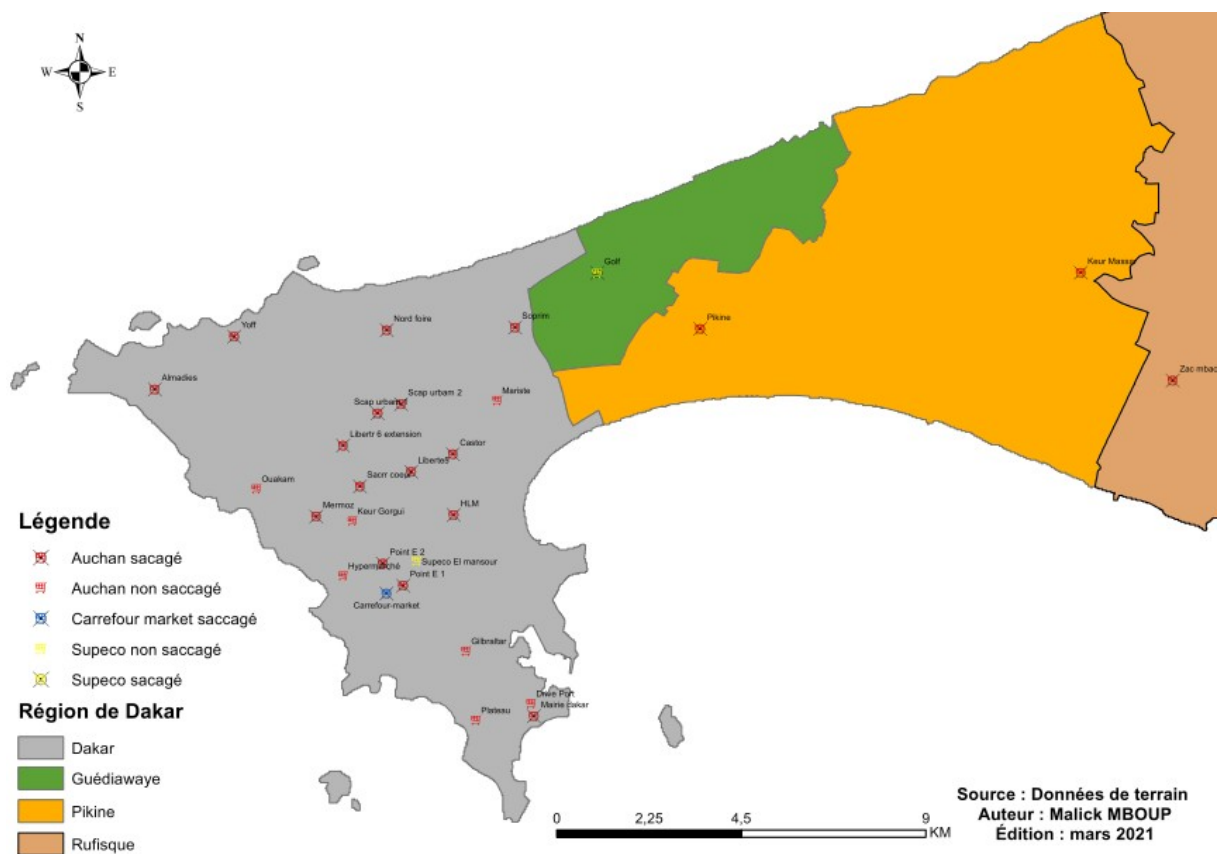 N
W
E
S
Golf
Keur Massar
Yoff
Nord foire
Soprim
Pikine
Almadies
Zac mbac
Scap urbam 2
Mariste
Scap urbam
Libertr 6 extension
Castor
Liberte5
Sacrr coeur
Ouakam
Mermoz
HLM
Keur Gorgui
Point E 2
Supeco El mansour
Hypermarché
Point E 1
Carrefour-market
Gibraltar
Drive Port
Mairie dakar
Plateau
Légende
Auchan sacagé
Auchan non saccagé
Carrefour market saccagé
Supeco non saccagé
Supeco sacagé
Région de Dakar
Dakar
Guédiawaye
Pikine
Rufisque
0 2,25 4,5 9
KM
Source : Données de terrain
Auteur : Malick MBOUP
Édition : mars 2021